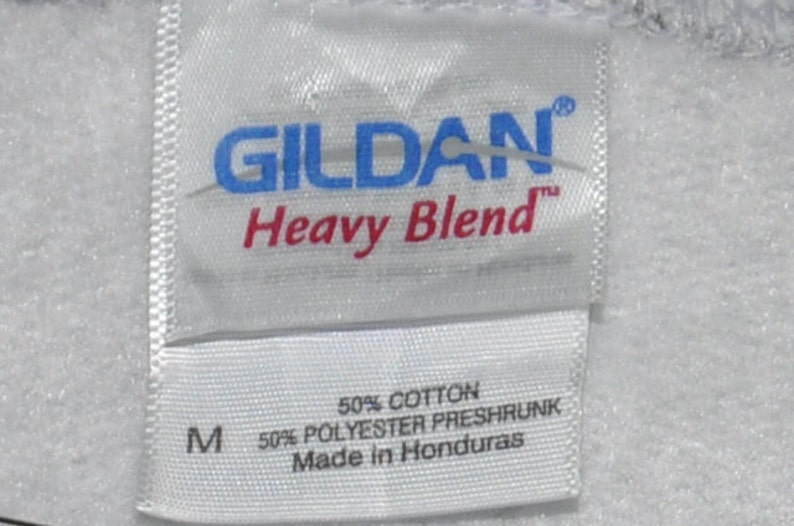 GILDAN®
Heavy Blend™
50% COTTON
M 50% POLYESTER PRESHRUNK
Made in Honduras